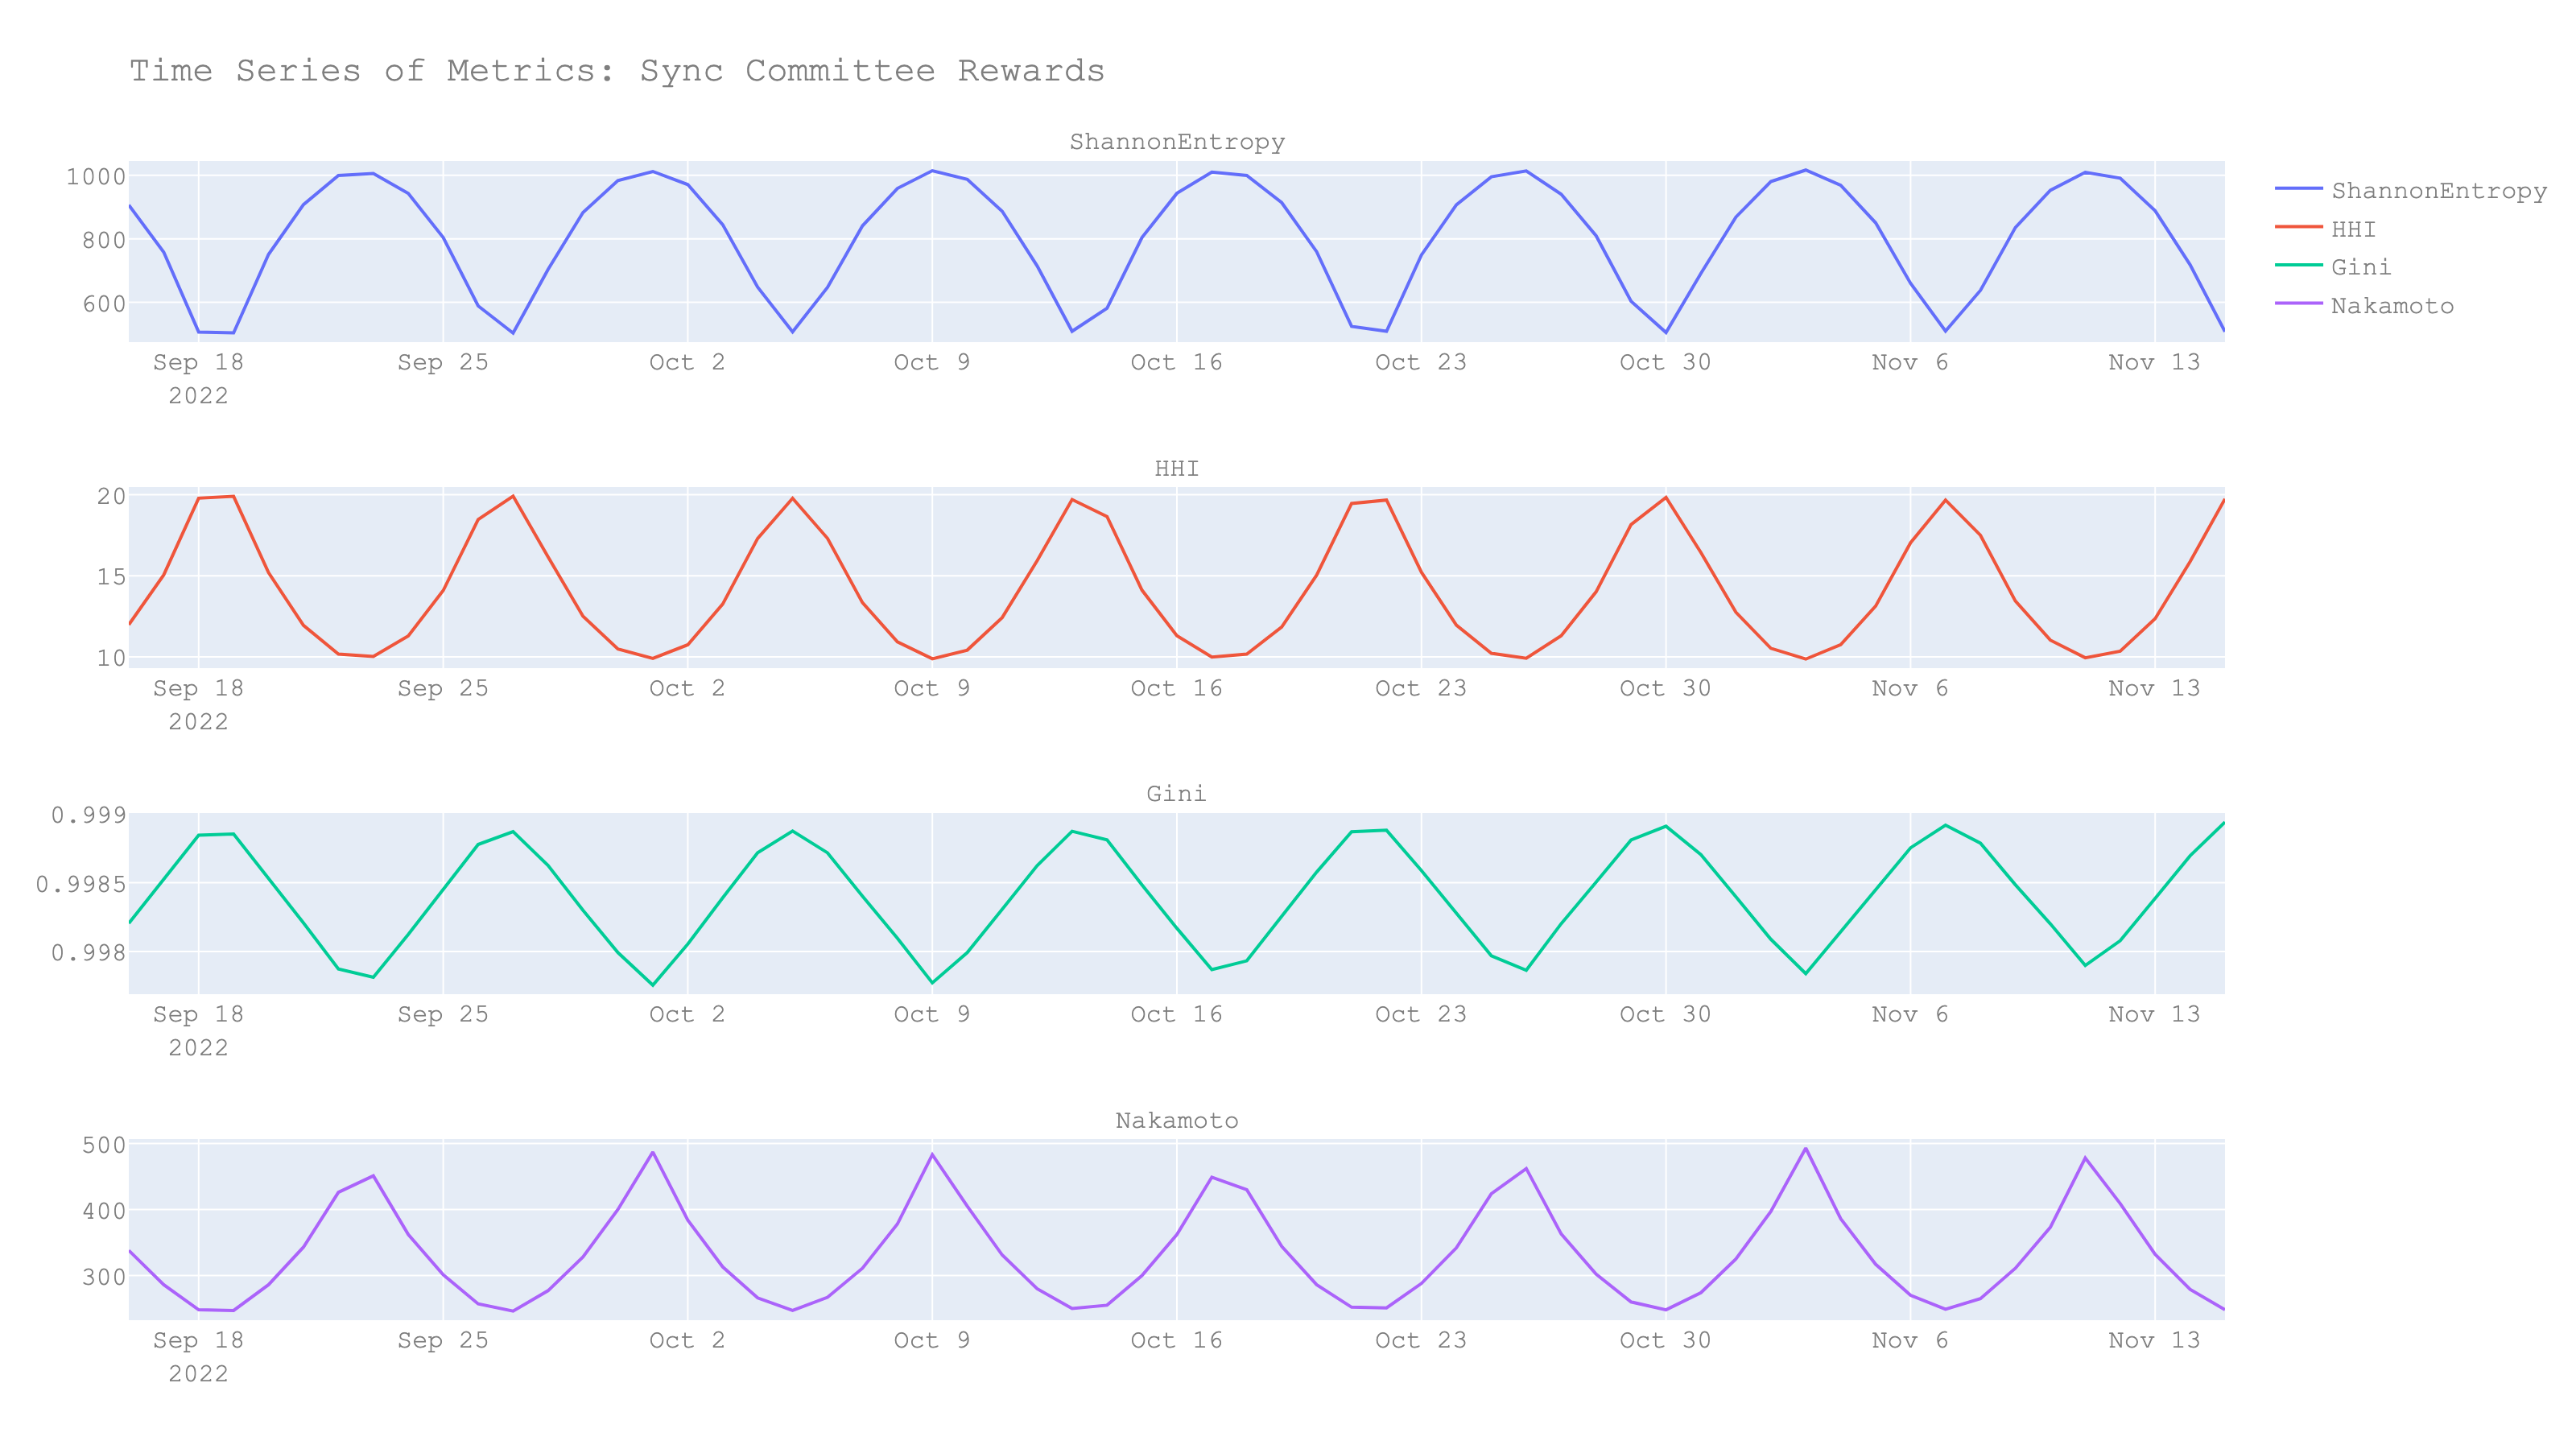 Time Series of Metrics: Sync Committee Rewards
ShannonEntropy
1000
800
600
Sep 18 Sep 25 Oct 2 Oct 9 Oct 16 Oct 23 Oct 30 Nov 6 Nov 13
2022
ShannonEntropy
HHI
Gini
Nakamoto
HHI
20
15
10
Sep 18 Sep 25 Oct 2 Oct 9 Oct 16 Oct 23 Oct 30 Nov 6 Nov 13
2022
Gini
0.999
0.9985
0.998
Sep 18 Sep 25 Oct 2 Oct 9 Oct 16 Oct 23 Oct 30 Nov 6 Nov 13
2022
Nakamoto
500
400
300
Sep 18 Sep 25 Oct 2 Oct 9 Oct 16 Oct 23 Oct 30 Nov 6 Nov 13
2022